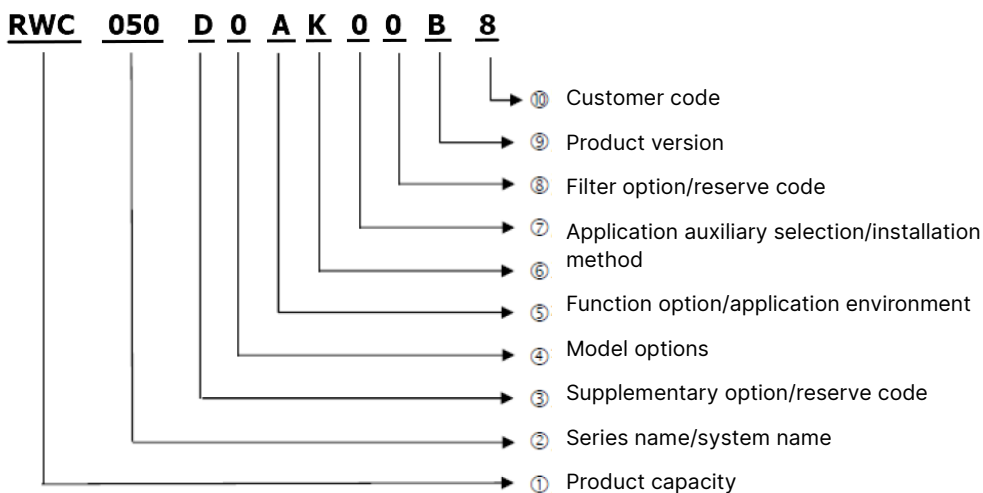 RWC 050 D 0 A K 0 0 B 8
⑩ Customer code
⑨ Product version
⑧ Filter option/reserve code
⑦ Application auxiliary selection/installation
method
⑥
⑤ Function option/application environment
④ Model options
③ Supplementary option/reserve code
② Series name/system name
① Product capacity